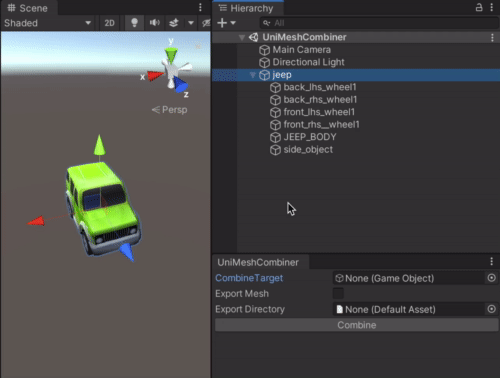 Scene
Shaded
2D
y
x
z
Persp
Hierarchy
All
UniMeshCombiner
Main Camera
Directional Light
jeep
back_lhs_wheel1
back_rhs_wheel1
front_lhs_wheel1
front_rhs__wheel1
JEEP_BODY
side_object
UniMeshCombiner
CombineTarget
None (Game Object)
Export Mesh
Export Directory
None (Default Asset)
Combine